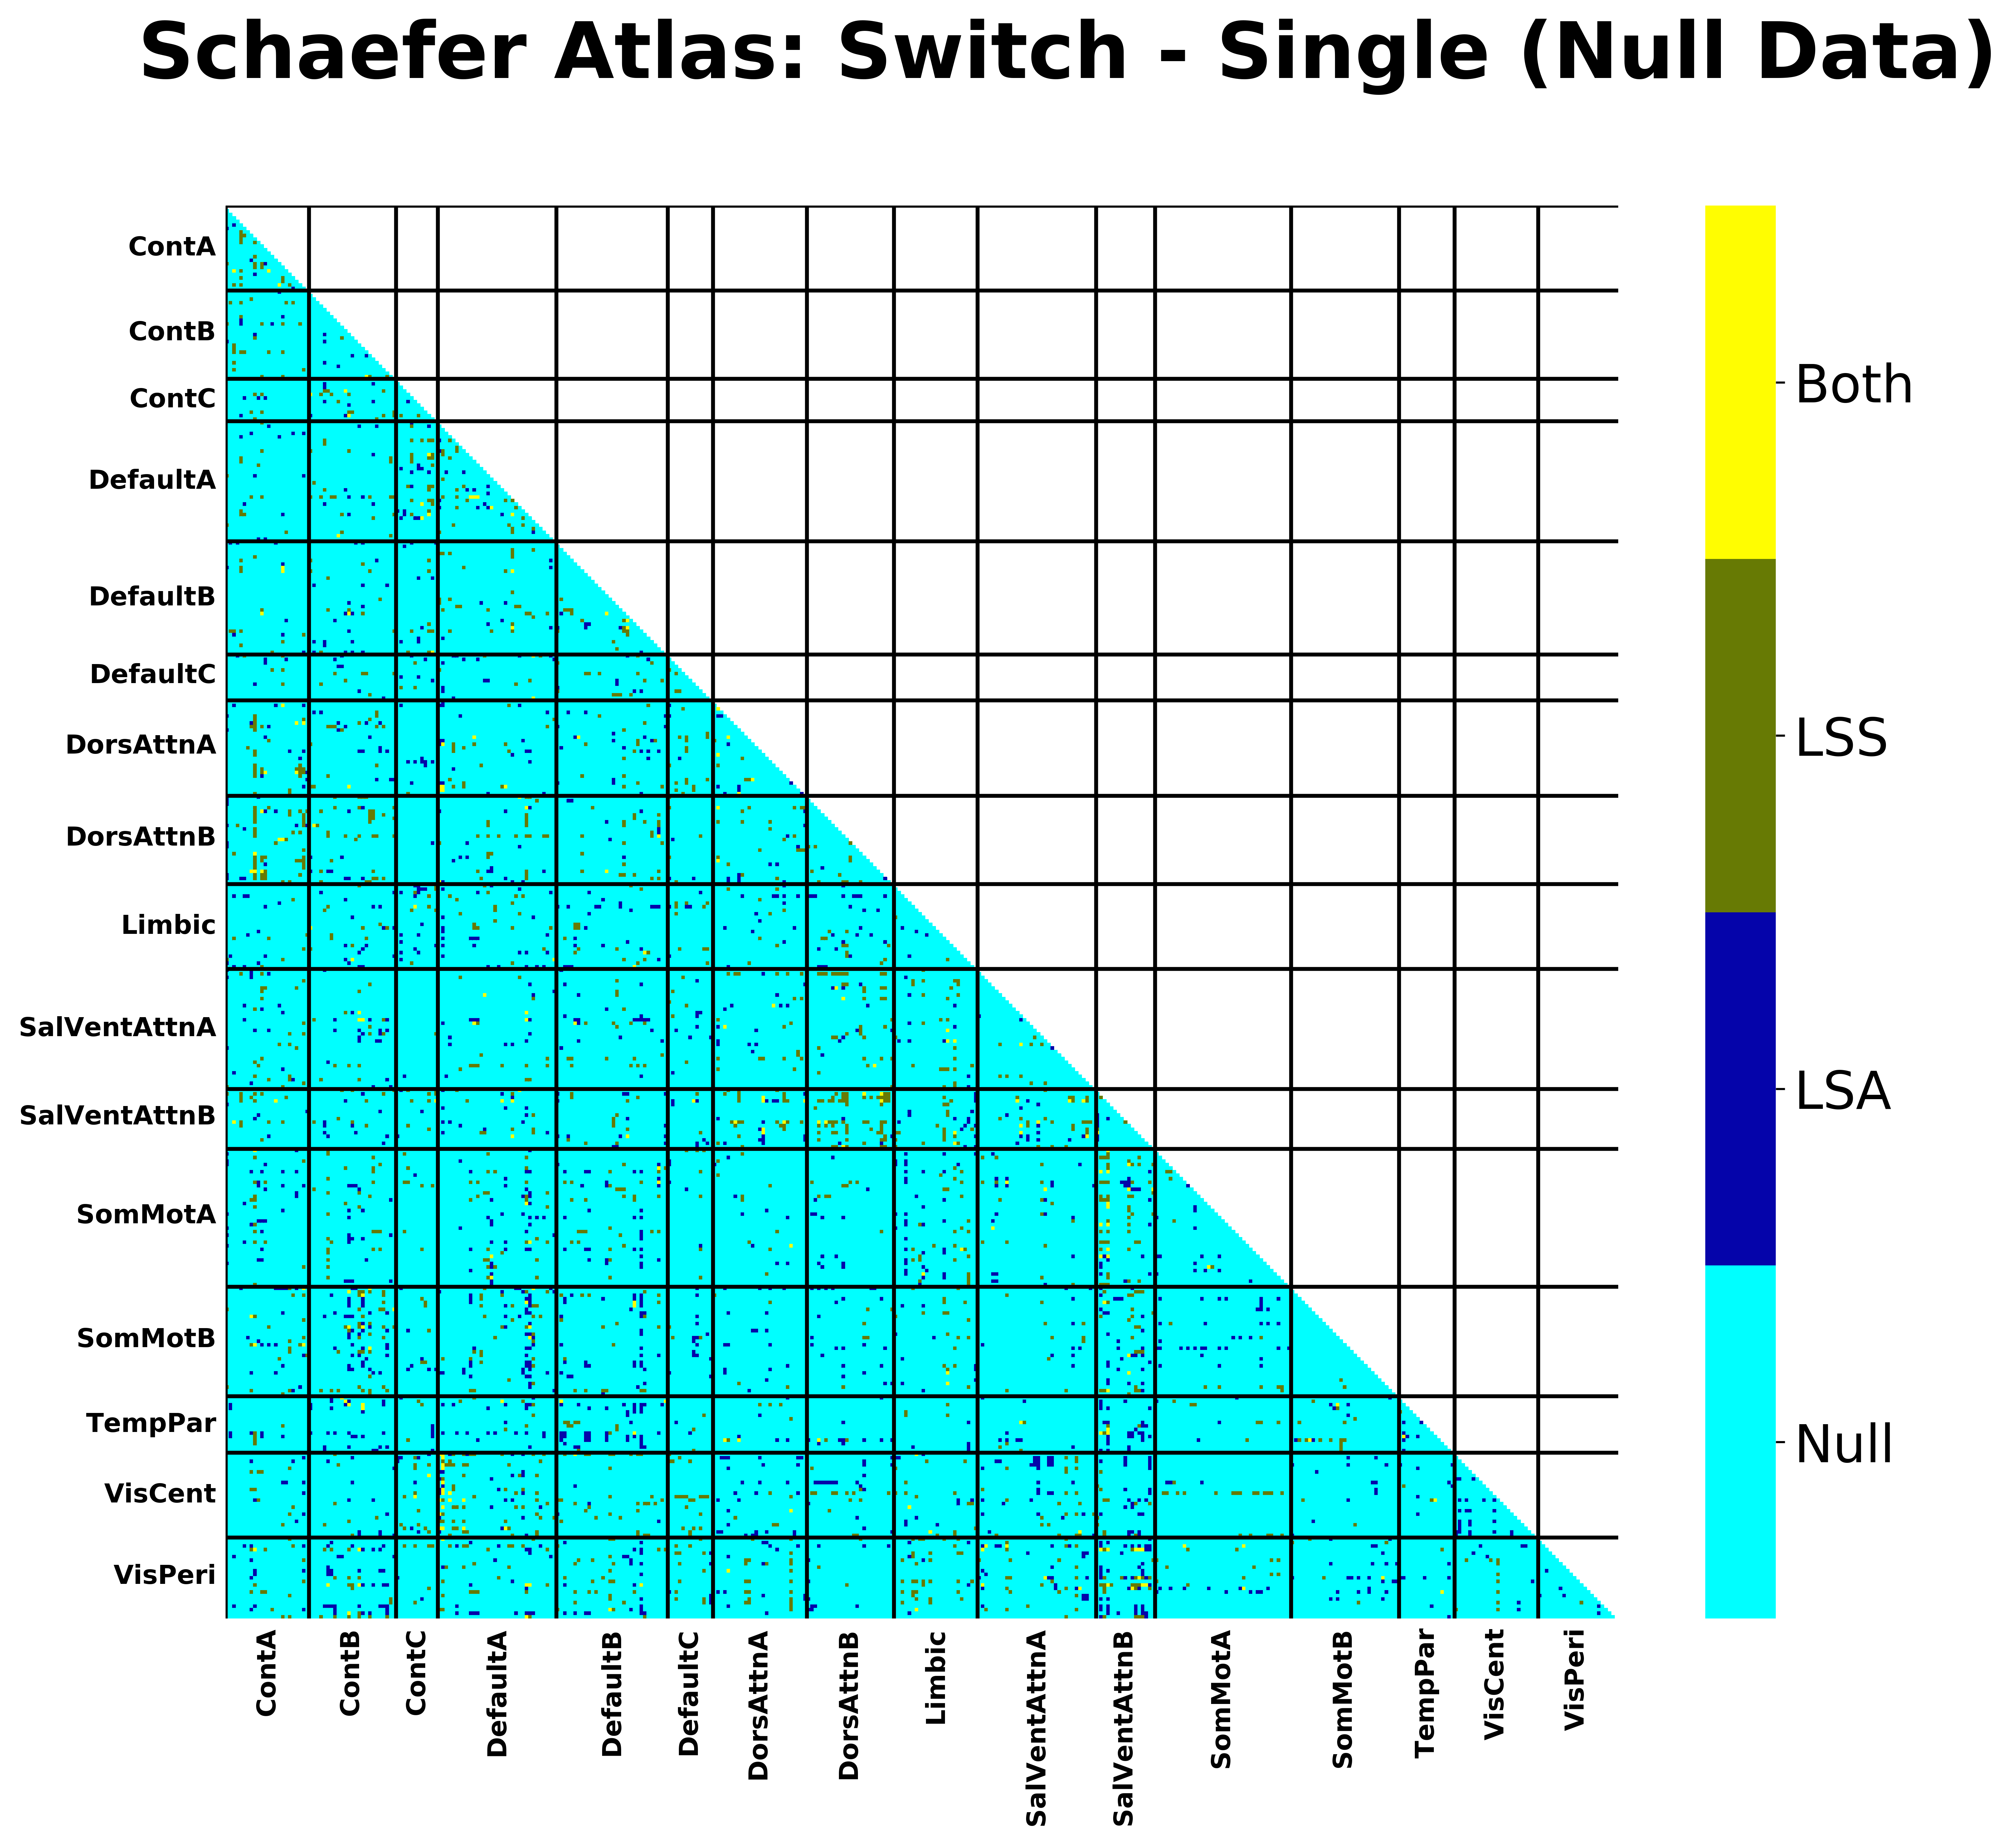 Schaefer Atlas: Switch - Single (Null Data)
ContA
ContB
ContC
DefaultA
DefaultB
DefaultC
DorsAttnA
DorsAttnB
Limbic
SalVentAttnA
SalVentAttnB
SomMotA
SomMotB
TempPar
VisCent
VisPeri
ContA
ContB
ContC
DefaultA
DefaultB
DefaultC
DorsAttnA
DorsAttnB
Limbic
SalVentAttnA
SalVentAttnB
SomMotA
SomMotB
TempPar
VisCent
VisPeri
Both
LSS
LSA
Null